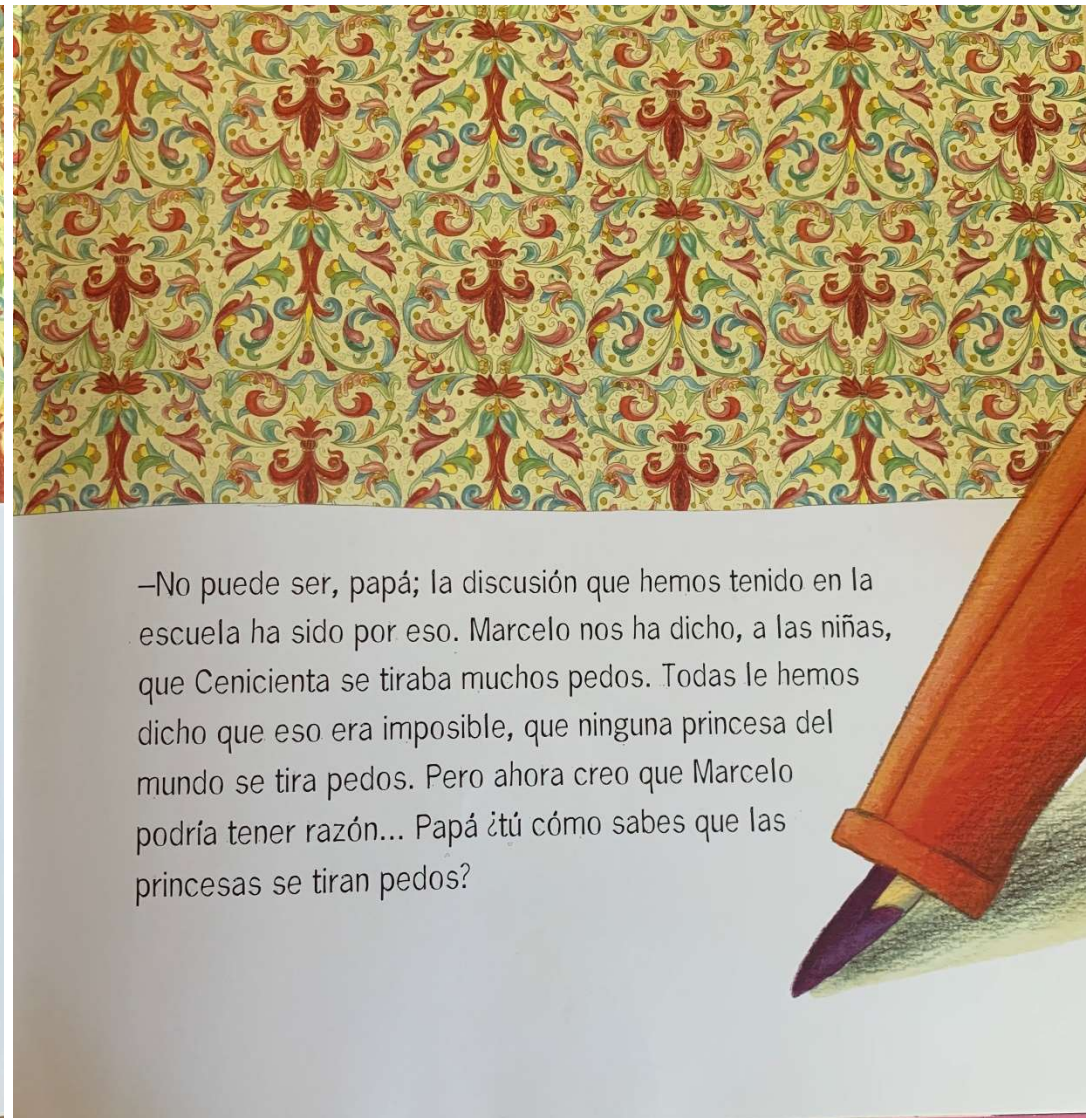 —No puede ser, papá; la discusión que hemos tenido en la
escuela ha sido por eso. Marcelo nos ha dicho, a las niñas,
que Cenicienta se tiraba muchos pedos. Todas le hemos
dicho que eso era imposible, que ninguna princesa del
mundo se tira pedos. Pero ahora creo que Marcelo
podría tener razón... Papá ¿tú cómo sabes que las
princesas se tiran pedos?